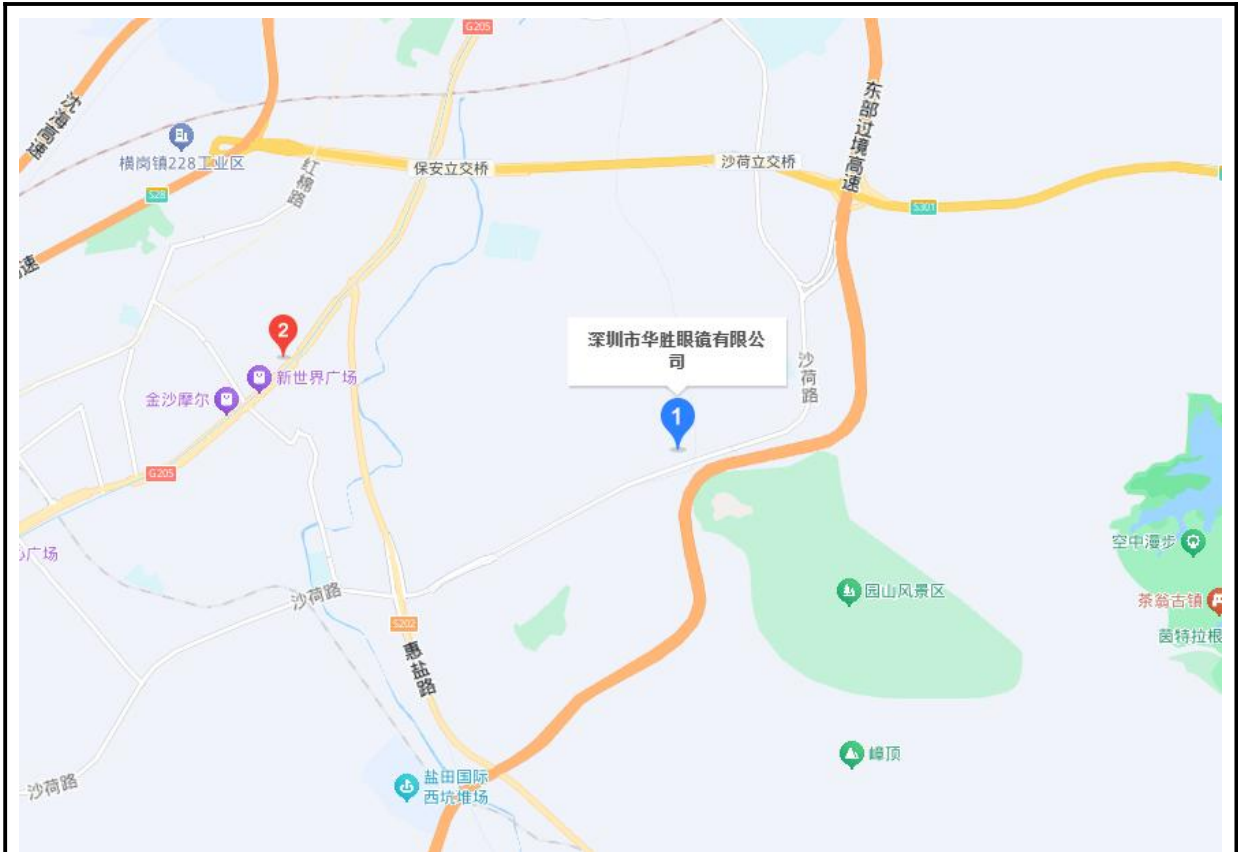 G205
沈海高速
东部过境高速
横岗镇228工业区
红棉路
保安立交桥
沙荷立交桥
S28
S301
高速
2
深圳市华胜眼镜有限公
司
沙荷路
新世界广场
金沙摩尔
1
G205
广场
空中漫步
沙荷路
园山风景区
茶翁古镇
S202
茵特拉根
惠盐路
嶂顶
盐田国际
西坑堆场
沙荷路